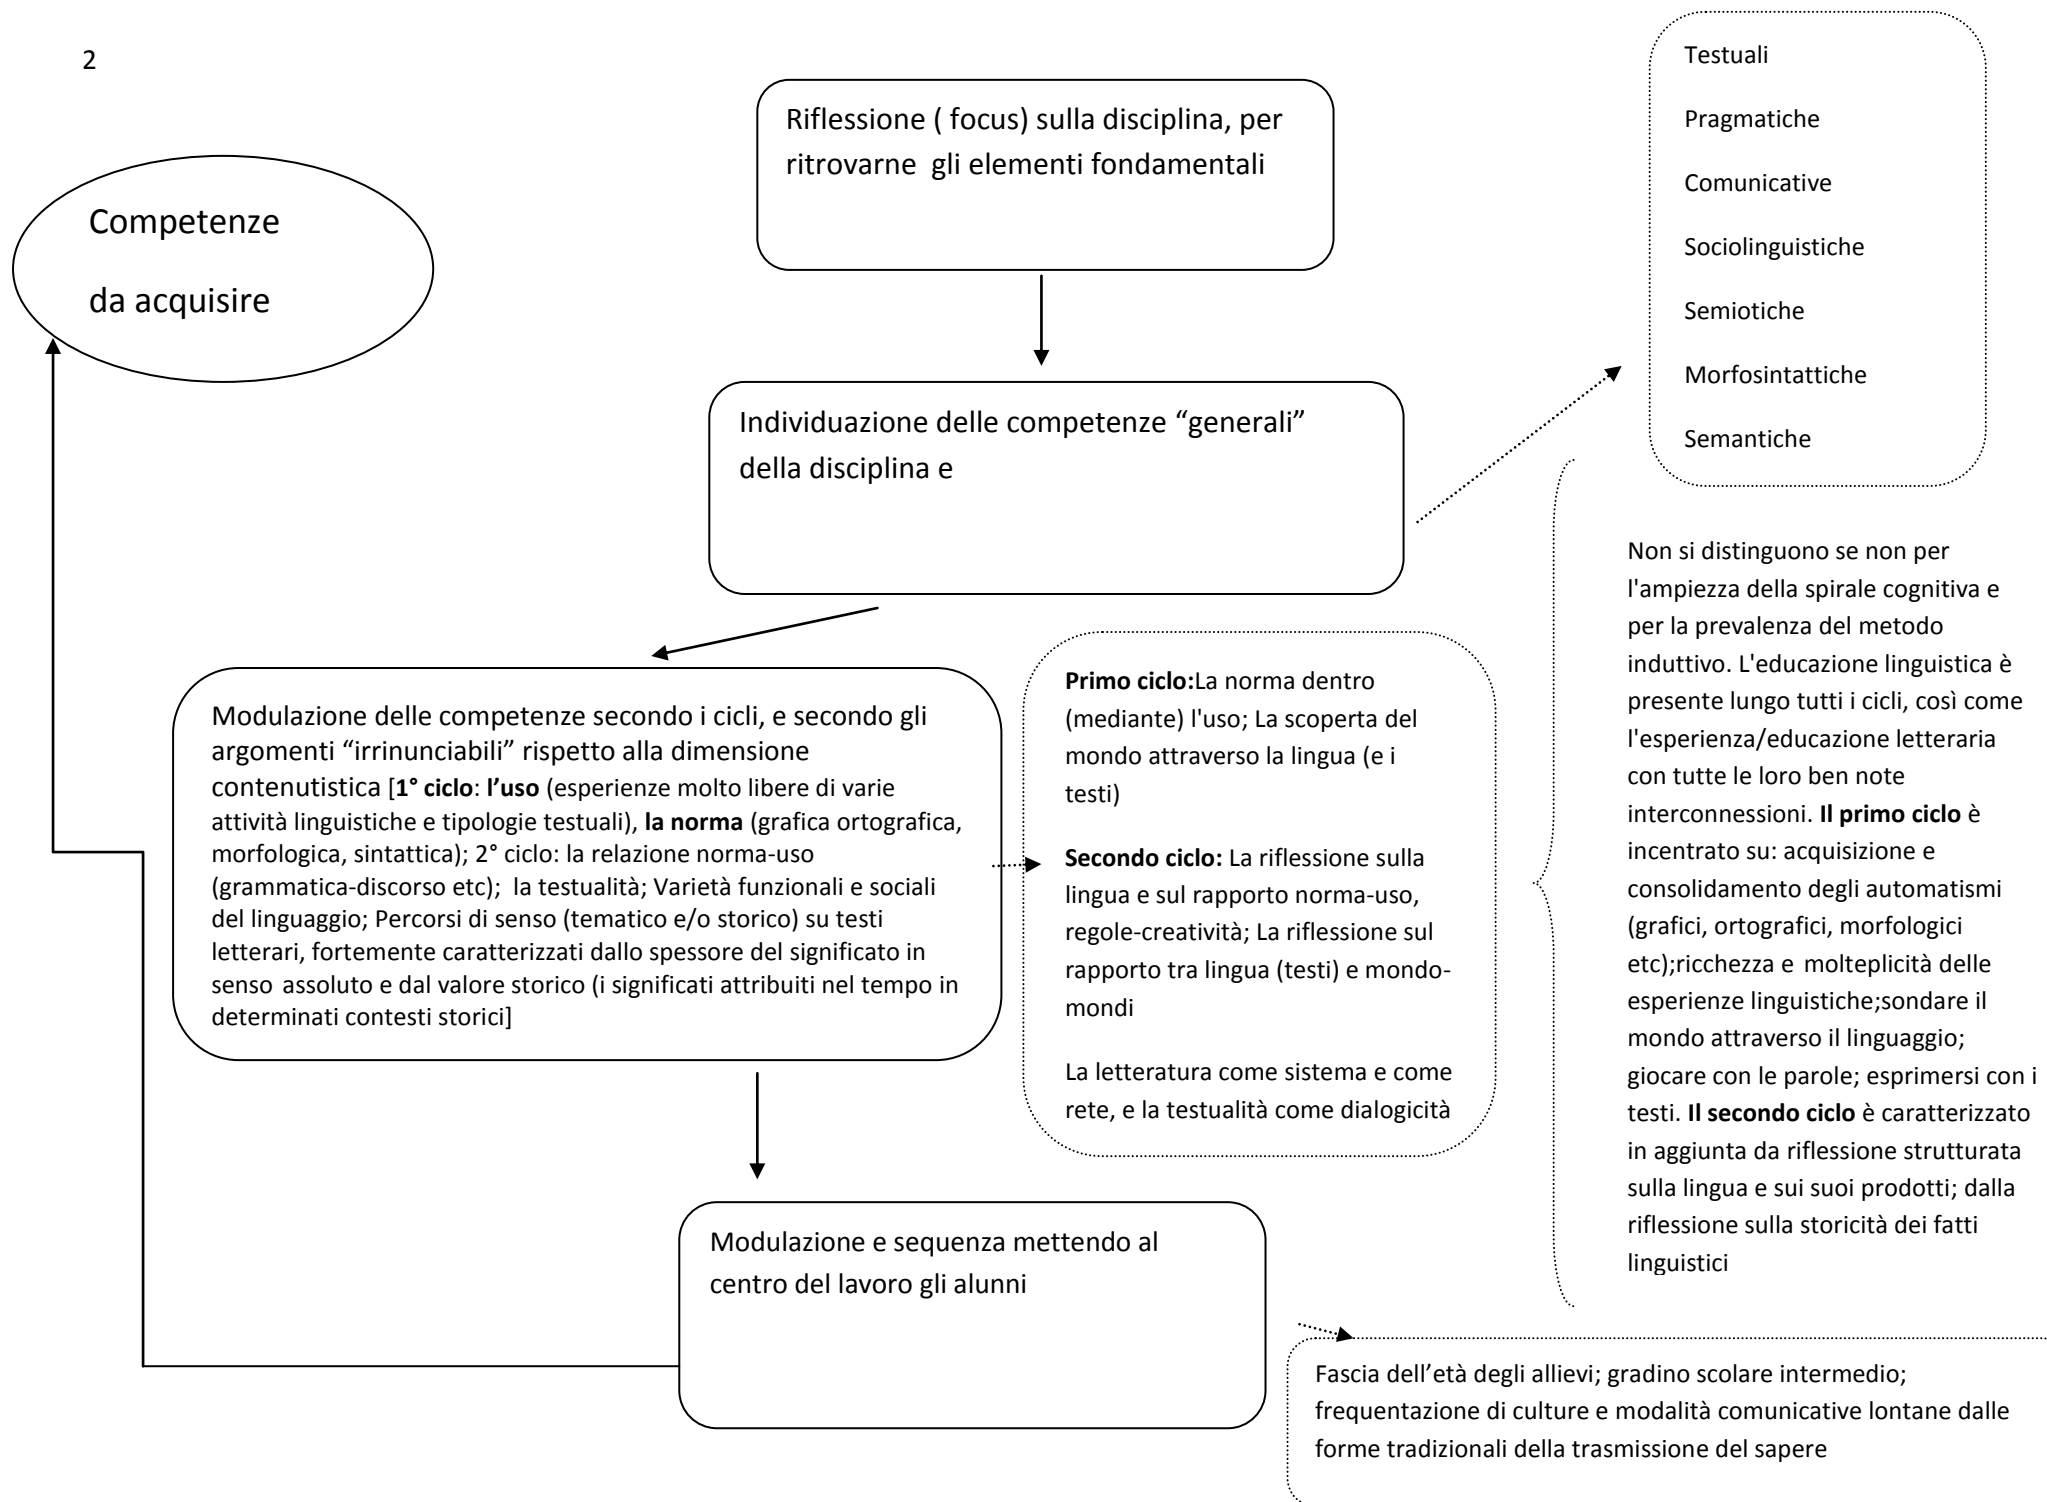 2
Competenze
da acquisire
Riflessione ( focus) sulla disciplina, per
ritrovarne  gli elementi fondamentali
Testuali
Pragmatiche
Comunicative
Sociolinguistiche
Semiotiche
Morfosintattiche
Semantiche
Individuazione delle competenze “generali”
della disciplina e
Modulazione delle competenze secondo i cicli, e secondo gli
argomenti “irrinunciabili” rispetto alla dimensione
contenutistica [1° ciclo: l’uso (esperienze molto libere di varie
attività linguistiche e tipologie testuali), la norma (grafica ortografica,
morfologica, sintattica); 2° ciclo: la relazione norma-uso
(grammatica-discorso etc);  la testualità; Varietà funzionali e sociali
del linguaggio; Percorsi di senso (tematico e/o storico) su testi
letterari, fortemente caratterizzati dallo spessore del significato in
senso assoluto e dal valore storico (i significati attribuiti nel tempo in
determinati contesti storici]
Primo ciclo:La norma dentro
(mediante) l'uso; La scoperta del
mondo attraverso la lingua (e i
testi)
Secondo ciclo: La riflessione sulla
lingua e sul rapporto norma-uso,
regole-creatività; La riflessione sul
rapporto tra lingua (testi) e mondo-
mondi
La letteratura come sistema e come
rete, e la testualità come dialogicità
Non si distinguono se non per
l'ampiezza della spirale cognitiva e
per la prevalenza del metodo
induttivo. L'educazione linguistica è
presente lungo tutti i cicli, così come
l'esperienza/educazione letteraria
con tutte le loro ben note
interconnessioni. Il primo ciclo è
incentrato su: acquisizione e
consolidamento degli automatismi
(grafici, ortografici, morfologici
etc);ricchezza e molteplicità delle
esperienze linguistiche;sondare il
mondo attraverso il linguaggio;
giocare con le parole; esprimersi con i
testi. Il secondo ciclo è caratterizzato
in aggiunta da riflessione strutturata
sulla lingua e sui suoi prodotti; dalla
riflessione sulla storicità dei fatti
linguistici
Modulazione e sequenza mettendo al
centro del lavoro gli alunni
Fascia dell’età degli allievi; gradino scolare intermedio;
frequentazione di culture e modalità comunicative lontane dalle
forme tradizionali della trasmissione del sapere